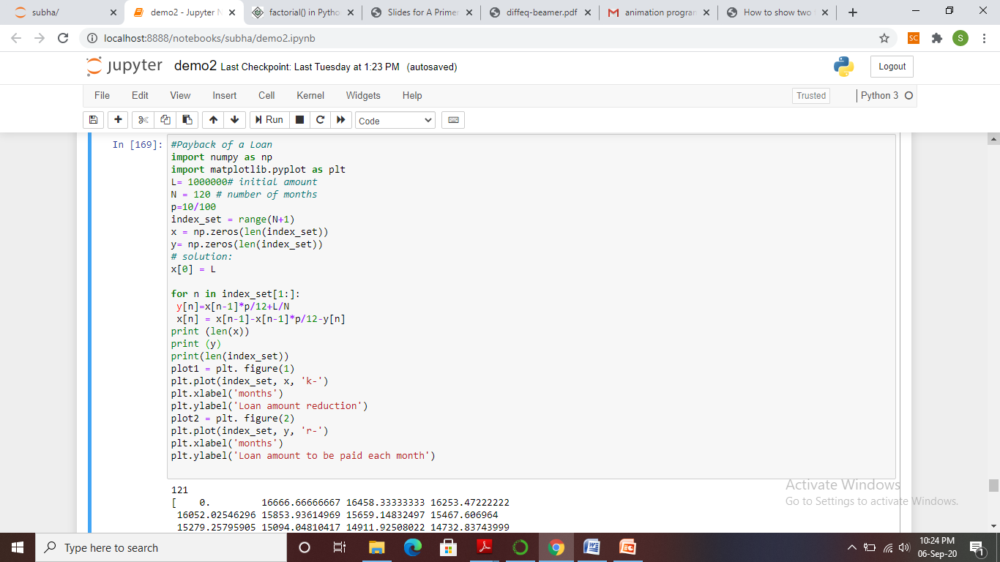 subha/
demo2 - Jupyter N
factorial() in Pytho
Slides for A Primer
diffeq-beamer.pdf
animation program
How to show two f
localhost:8888/notebooks/subha/demo2.ipynb
SC
S
jupyter demo2 Last Checkpoint: Last Tuesday at 1:23 PM (autosaved)
Logout
File Edit View Insert Cell Kernel Widgets Help
Trusted
Python 3
Run
Code
In [169]:
#Payback of a Loan
import numpy as np
import matplotlib.pyplot as plt
L= 1000000# initial amount
N = 120 # number of months
p=10/100
index_set = range(N+1)
x = np.zeros(len(index_set))
y= np.zeros(len(index_set))
# solution:
x[0] = L
for n in index_set[1:]:
y[n]=x[n-1]*p/12+L/N
x[n] = x[n-1]-x[n-1]*p/12-y[n]
print (len(x))
print (y)
print(len(index_set))
plot1 = plt. figure(1)
plt.plot(index_set, x, 'k-')
plt.xlabel('months')
plt.ylabel('Loan amount reduction')
plot2 = plt. figure(2)
plt.plot(index_set, y, 'r-')
plt.xlabel('months')
plt.ylabel('Loan amount to be paid each month')
121
[ 0. 16666.66666667 16458.33333333 16253.47222222
16052.02546296 15853.93614969 15659.14832497 15467.606964
15279.25795905 15094.04810417 14911.92508022 14732.83743999
Activate Windows
Go to Settings to activate Windows.
Type here to search
10:24 PM
06-Sep-20
1